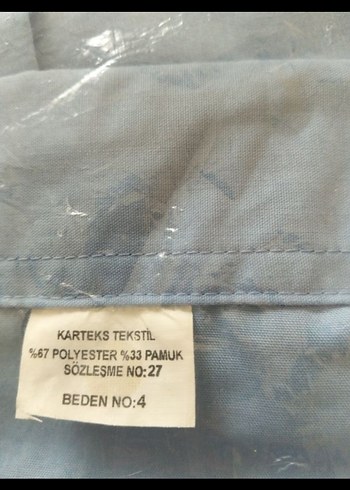 KARTEKS TEKSTİL
%67 POLYESTER %33 PAMUK
SÖZLEŞME NO:27
BEDEN NO:4